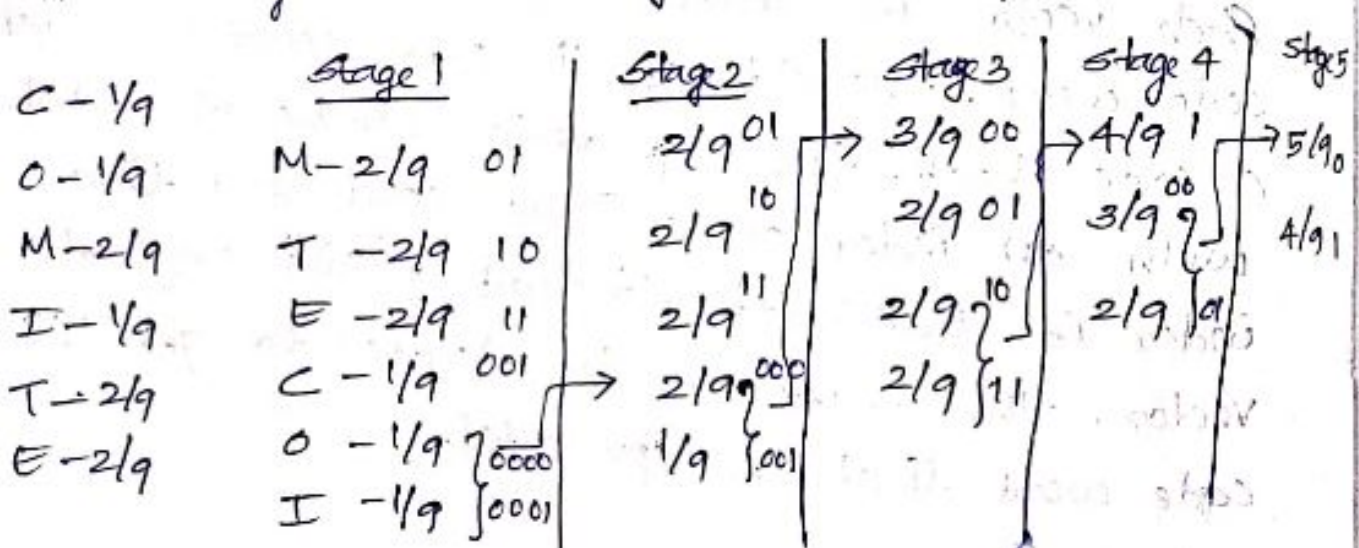 Stage 1 Stage 2 Stage 3 Stage 4 Stage 5
C - 1/9
O - 1/9
M - 2/9
I - 1/9
T - 2/9
E - 2/9
M - 2/9 01
T - 2/9 10
E - 2/9 11
C - 1/9 001
O - 1/9 0000
I - 1/9 0001
2/9 01
2/9 10
2/9 11
2/9 000
1/9 001
3/9 00
2/9 01
2/9 10
2/9 11
4/9 1
3/9 00
2/9 01
5/9 0
4/9 1